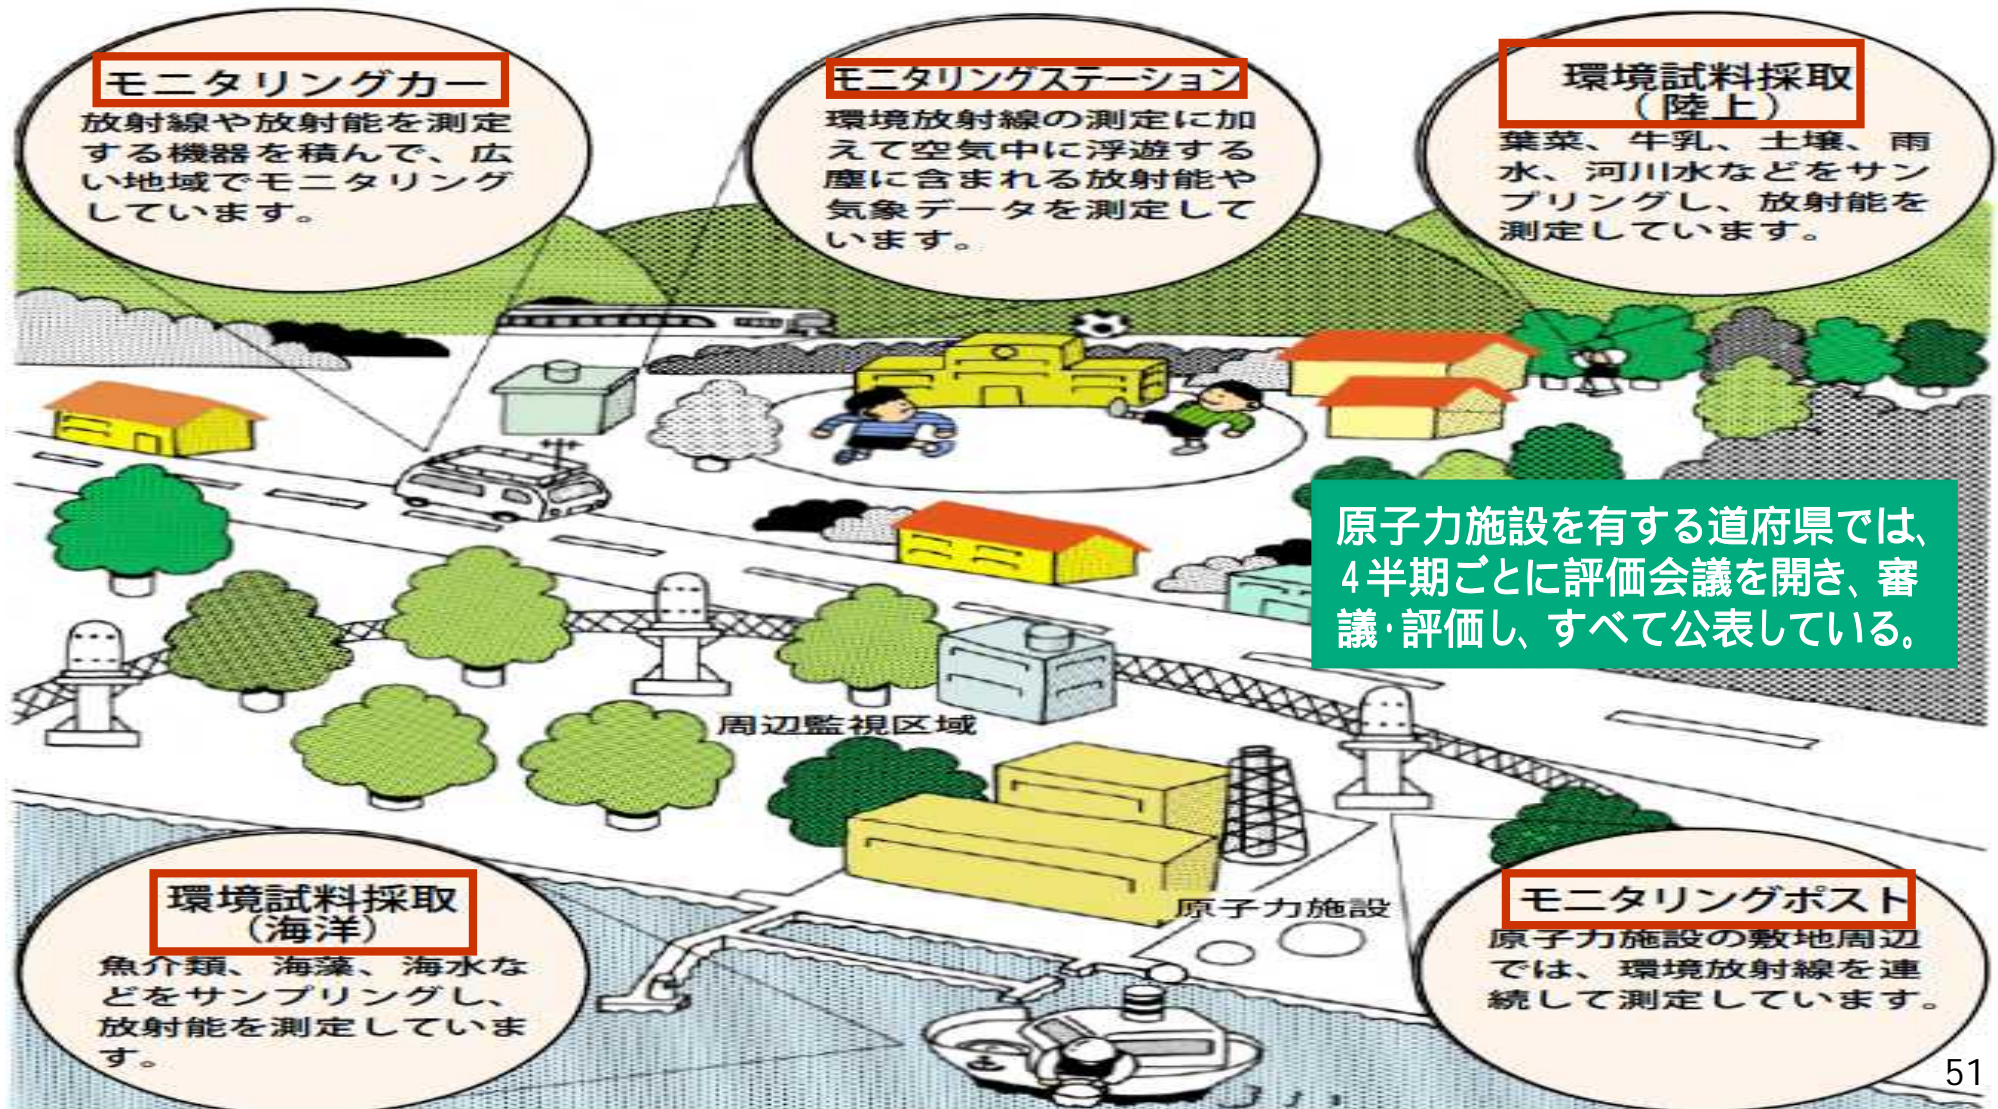 モニタリングカー
放射線や放射能を測定
する機器を積んで、広
い地域でモニタリング
しています。
モニタリングステーション
環境放射線の測定に加
えて空気中に浮遊する
塵に含まれる放射能や
気象データを測定して
います。
環境試料採取
（陸上）
葉菜、牛乳、土壌、雨
水、河川水などをサン
プリングし、放射能を
測定しています。
原子力施設を有する道府県では、
4半期ごとに評価会議を開き、審
議・評価し、すべて公表している。
周辺監視区域
原子力施設
環境試料採取
（海洋）
魚介類、海藻、海水な
どをサンプリングし、
放射能を測定していま
す。
モニタリングポスト
原子力施設の敷地周辺
では、環境放射線を連
続して測定しています。
51